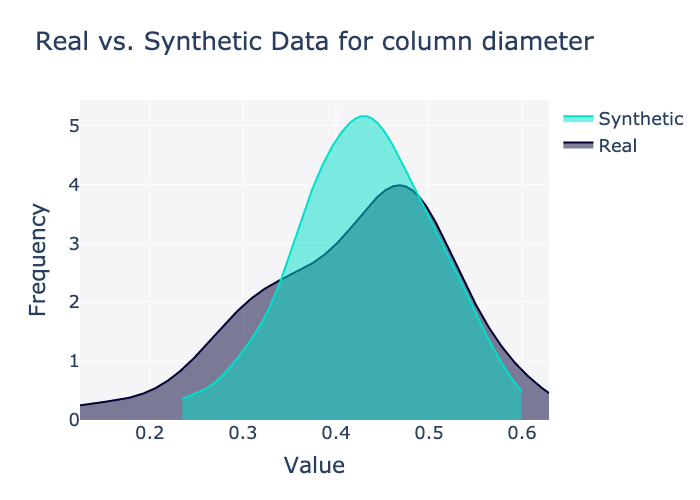 Real vs. Synthetic Data for column diameter
Synthetic
Real
5
4
3
2
1
0
Frequency
0.2
0.3
0.4
0.5
0.6
Value